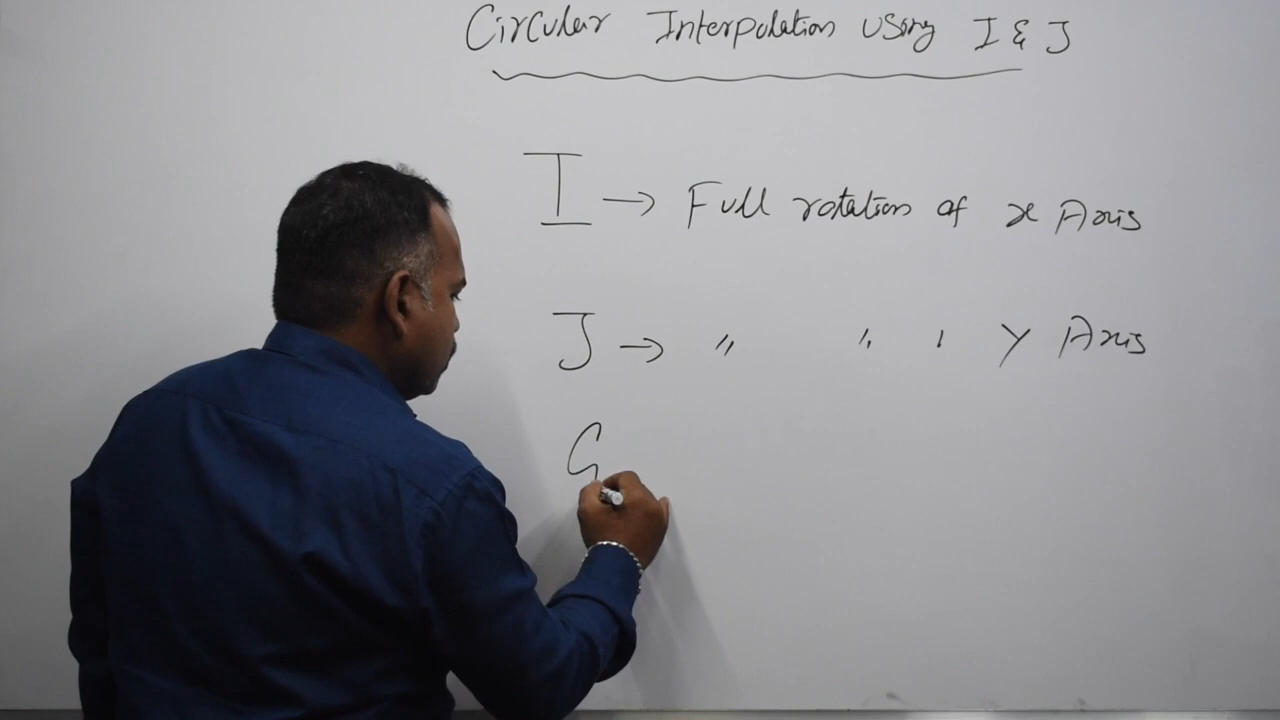 Circular Interpolation Using I & J
I → Full rotation of x Axis
J → " " ' Y Axis
G